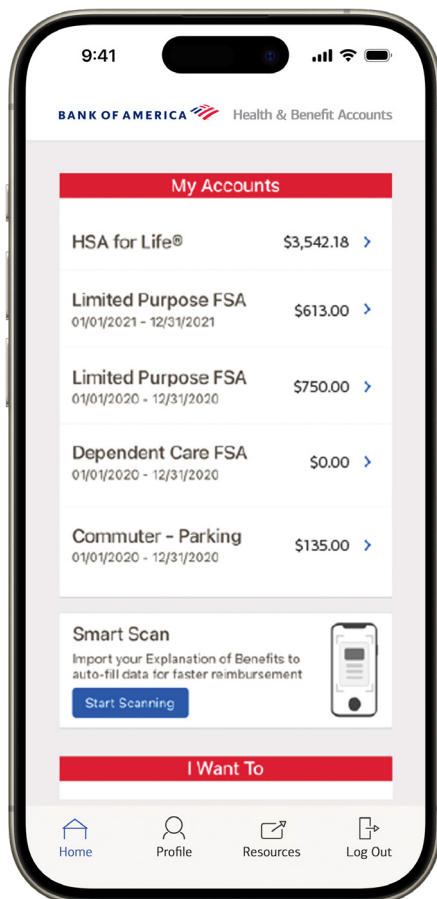 9:41
BANK OF AMERICA Health & Benefit Accounts
My Accounts
HSA for Life® $3,542.18
Limited Purpose FSA
01/01/2021 - 12/31/2021 $613.00
Limited Purpose FSA
01/01/2020 - 12/31/2020 $750.00
Dependent Care FSA
01/01/2020 - 12/31/2020 $0.00
Commuter - Parking
01/01/2020 - 12/31/2020 $135.00
Smart Scan
Import your Explanation of Benefits to
auto-fill data for faster reimbursement
Start Scanning
I Want To
Home Profile Resources Log Out